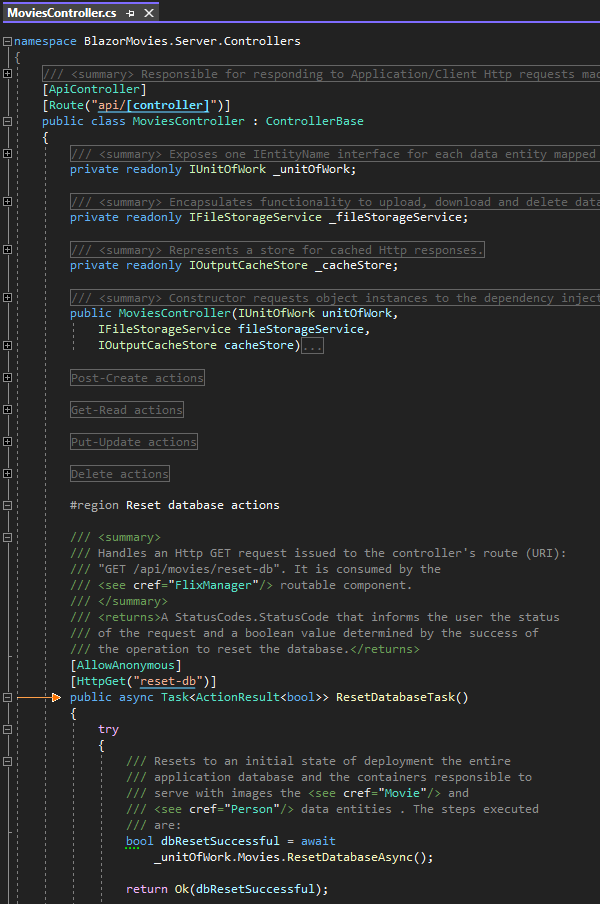 MoviesController.cs
namespace BlazorMovies.Server.Controllers
{
/// <summary> Responsible for responding to Application/Client Http requests mad
[ApiController]
[Route("api/[controller]")]
public class MoviesController : ControllerBase
{
/// <summary> Exposes one IEntityName interface for each data entity mapped
private readonly IUnitOfWork _unitOfWork;
/// <summary> Encapsulates functionality to upload, download and delete data
private readonly IFileStorageService _fileStorageService;
/// <summary> Represents a store for cached Http responses.
private readonly IOutputCacheStore _cacheStore;
/// <summary> Constructor requests object instances to the dependency inject
public MoviesController(IUnitOfWork unitOfWork,
IFileStorageService fileStorageService,
IOutputCacheStore cacheStore)...
Post-Create actions
Get-Read actions
Put-Update actions
Delete actions
#region Reset database actions
/// <summary>
/// Handles an Http GET request issued to the controller's route (URI):
/// "GET /api/movies/reset-db". It is consumed by the
/// <see cref="FlixManager"/> routable component.
/// </summary>
/// <returns>A StatusCodes.StatusCode that informs the user the status
/// of the request and a boolean value determined by the success of
/// the operation to reset the database.</returns>
[AllowAnonymous]
[HttpGet("reset-db")]
public async Task<ActionResult<bool>> ResetDatabaseTask()
{
try
{
/// Resets to an initial state of deployment the entire
/// application database and the containers responsible to
/// serve with images the <see cref="Movie"/> and
/// <see cref="Person"/> data entities . The steps executed
/// are:
bool dbResetSuccessful = await
_unitOfWork.Movies.ResetDatabaseAsync();
return Ok(dbResetSuccessful);